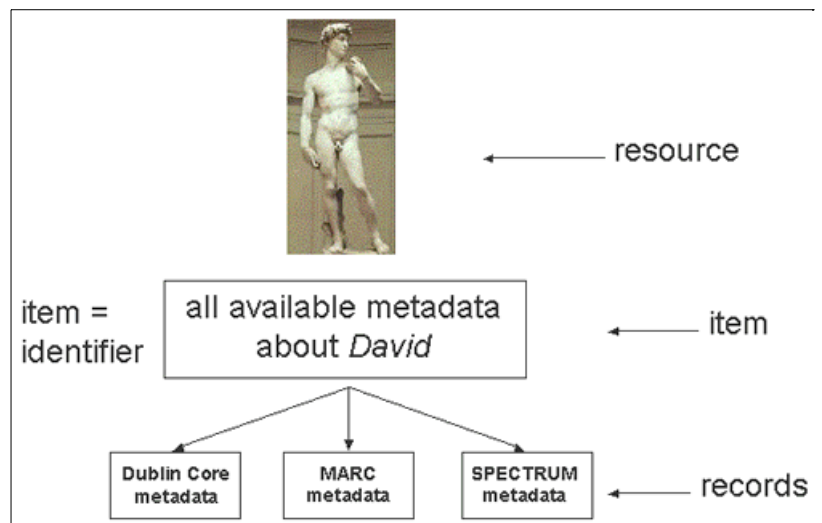 resource
item =
identifier
all available metadata
about David
item
Dublin Core
metadata
MARC
metadata
SPECTRUM
metadata
records